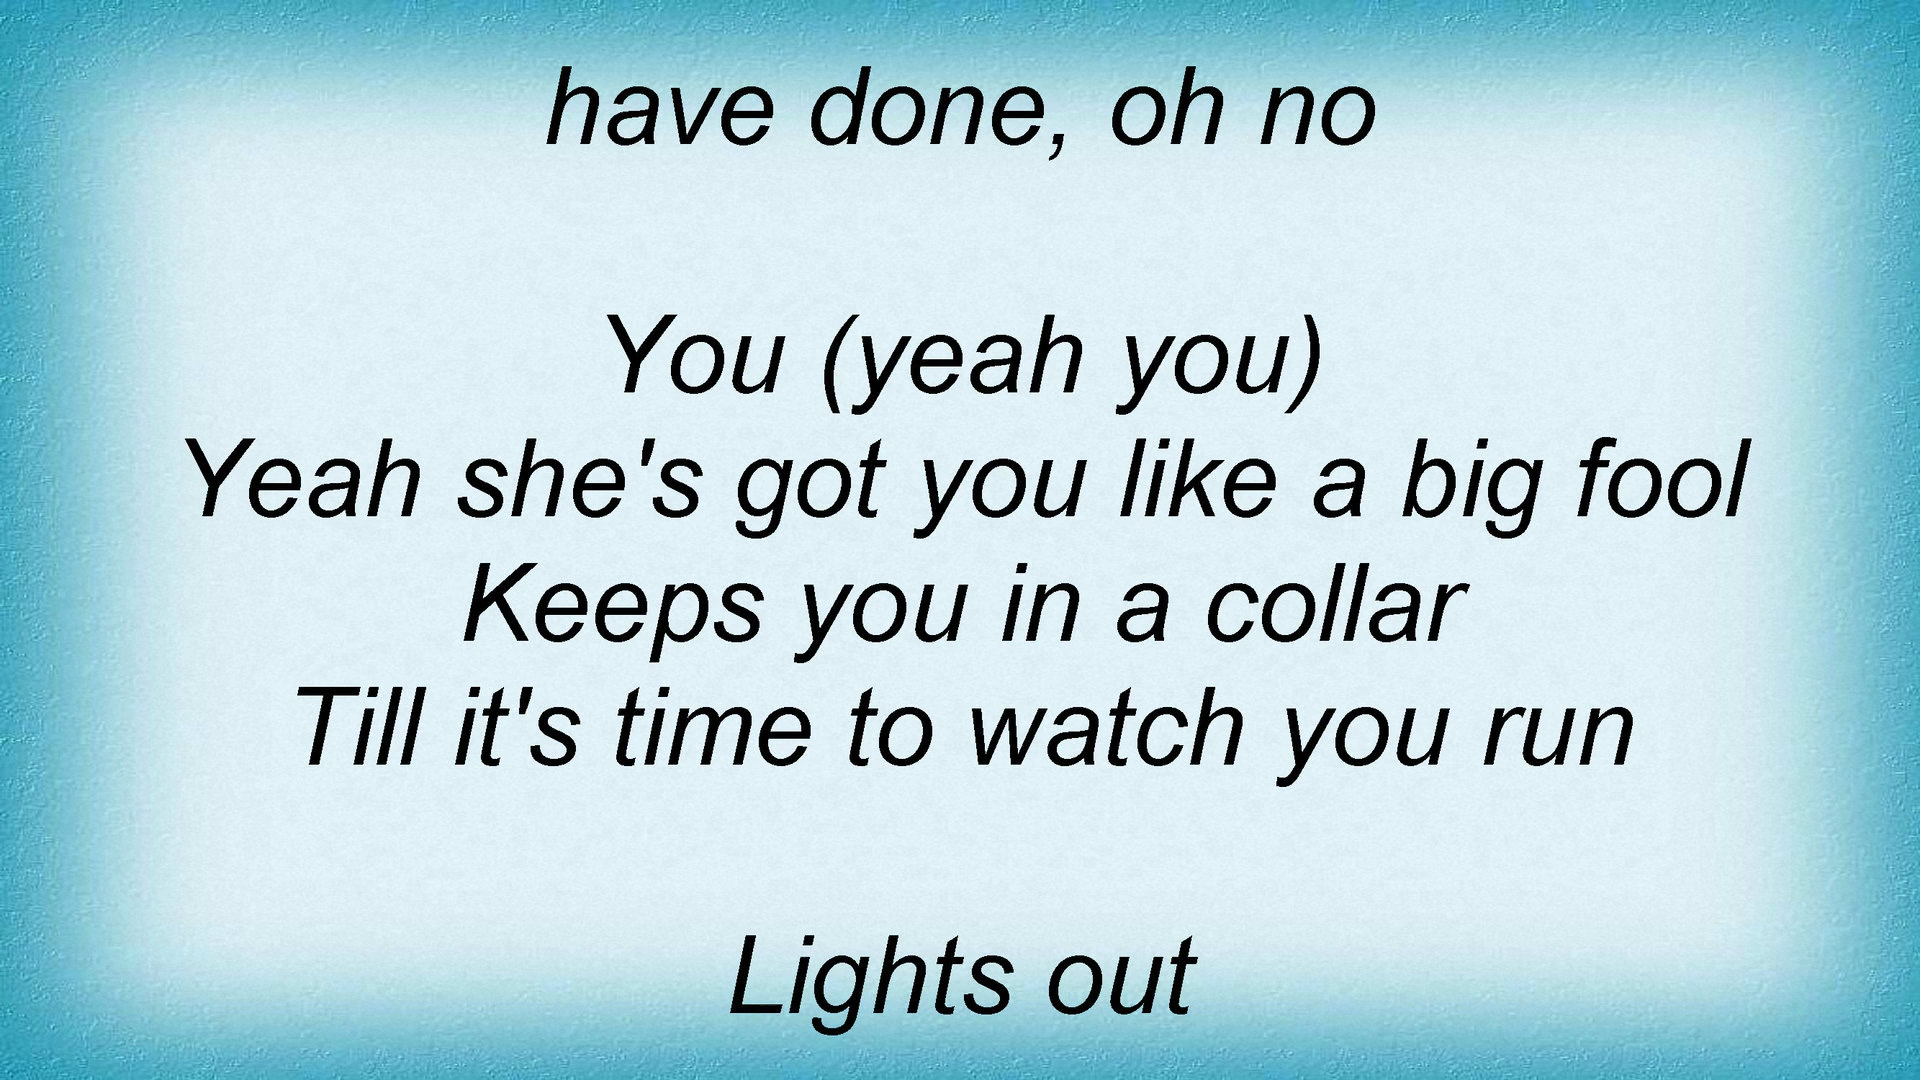 have done, oh no
You (yeah you)
Yeah she's got you like a big fool
Keeps you in a collar
Till it's time to watch you run
Lights out